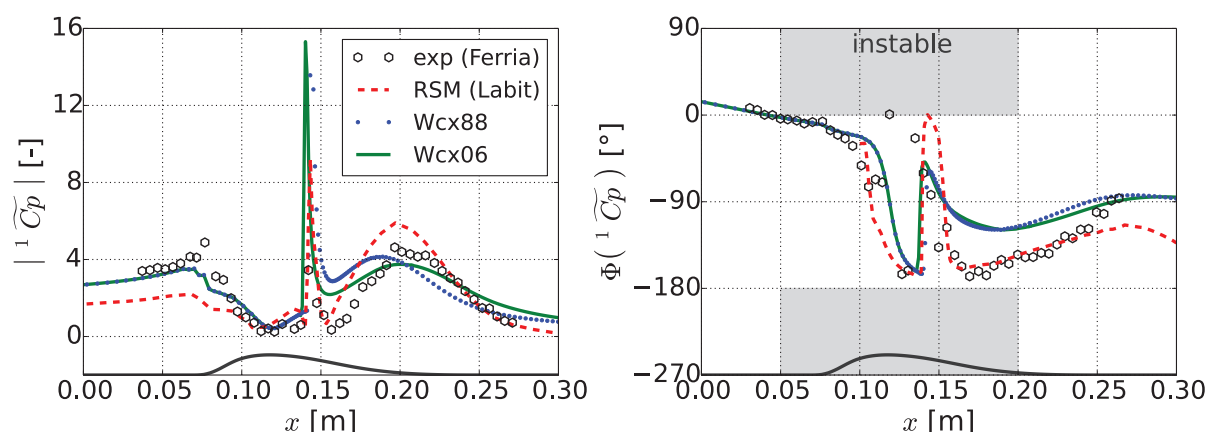 16
12
8
4
0
| ¹C̃p | [-]
exp (Ferria)
RSM (Labit)
Wcx88
Wcx06
0.00 0.05 0.10 0.15 0.20 0.25 0.30
x [m]
90
0
−90
−180
−270
Φ( ¹C̃p ) [°]
instable
0.00 0.05 0.10 0.15 0.20 0.25 0.30
x [m]